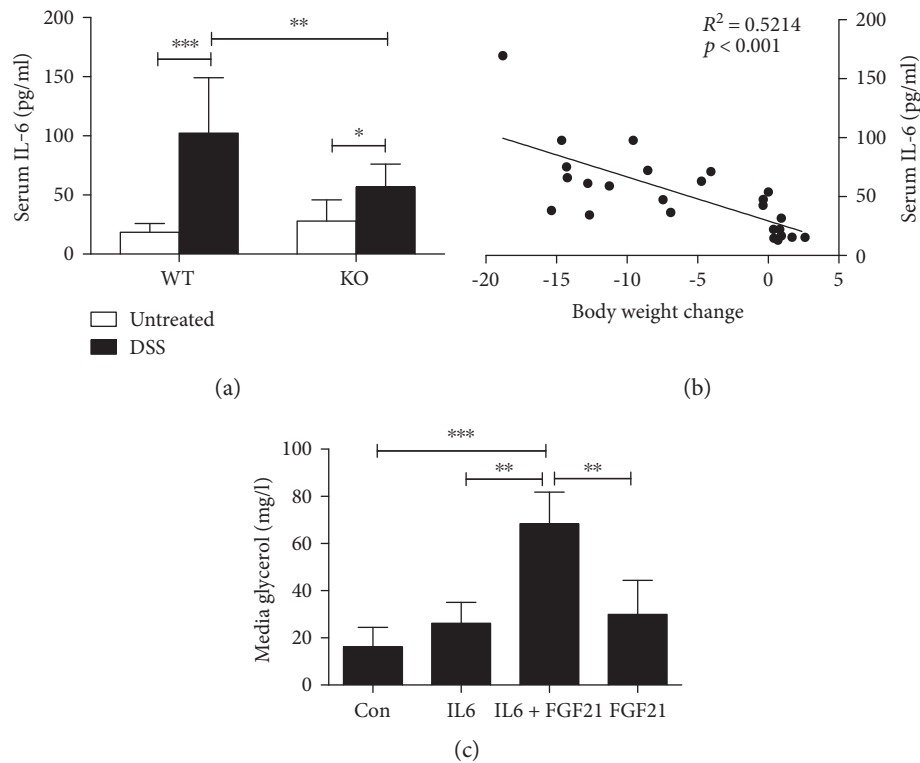 200
150
100
50
0
Serum IL-6 (pg/ml)
***
**
*
WT KO
Untreated
DSS
(a)
R² = 0.5214
p < 0.001
200
150
100
50
0
Serum IL-6 (pg/ml)
-20 -15 -10 -5 0 5
Body weight change
(b)
100
80
60
40
20
0
Media glycerol (mg/l)
***
** **
Con IL6 IL6 + FGF21 FGF21
(c)